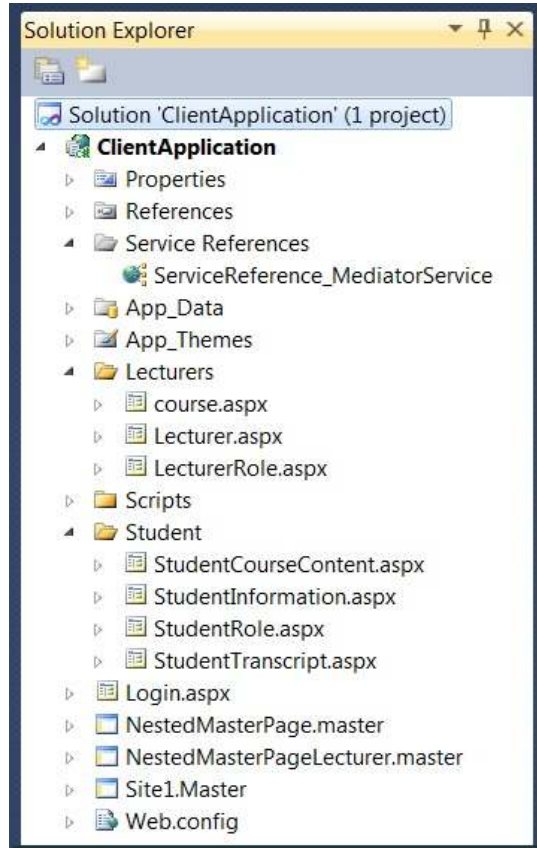 Solution Explorer
Solution 'ClientApplication' (1 project)
ClientApplication
Properties
References
Service References
ServiceReference_MediatorService
App_Data
App_Themes
Lecturers
course.aspx
Lecturer.aspx
LecturerRole.aspx
Scripts
Student
StudentCourseContent.aspx
StudentInformation.aspx
StudentRole.aspx
StudentTranscript.aspx
Login.aspx
NestedMasterPage.master
NestedMasterPageLecturer.master
Site1.Master
Web.config